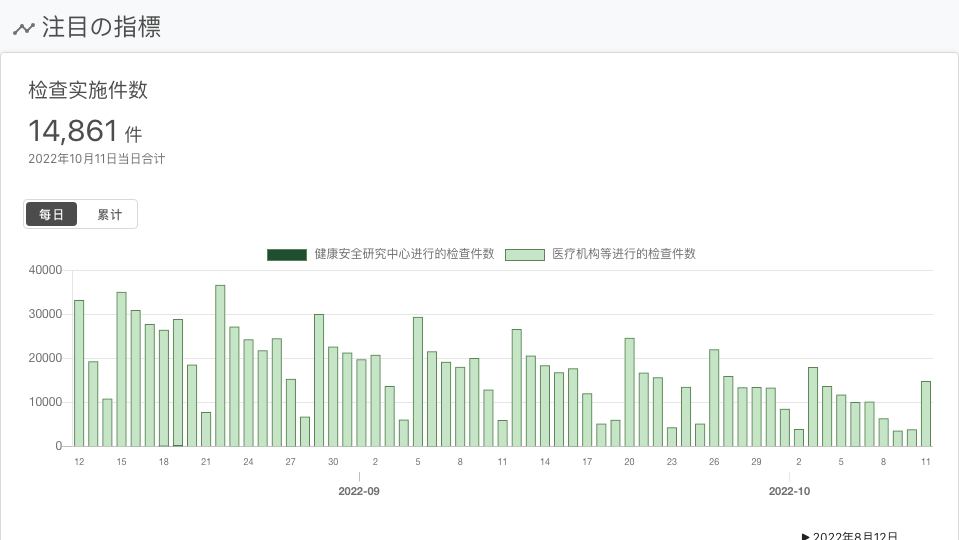 注目の指標
检查实施件数
14,861 件
2022年10月11日当日合计
每日 累计
健康安全研究中心进行的检查件数 医疗机构等进行的检查件数
40000
30000
20000
10000
0
12 15 18 21 24 27 30 2 5 8 11 14 17 20 23 26 29 2 5 8 11
2022-09 2022-10
▶ 2022年8月12日